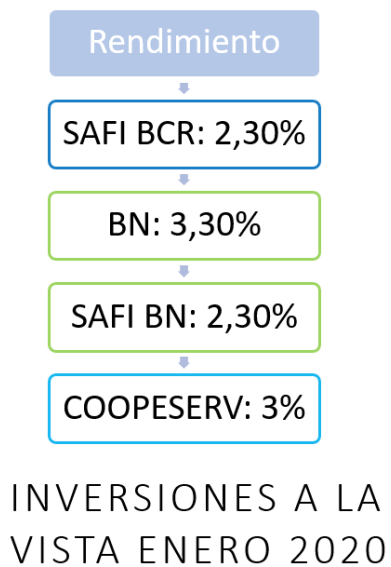 Rendimiento
SAFI BCR: 2,30%
BN: 3,30%
SAFI BN: 2,30%
COOPESERV: 3%
INVERSIONES A LA
VISTA ENERO 2020